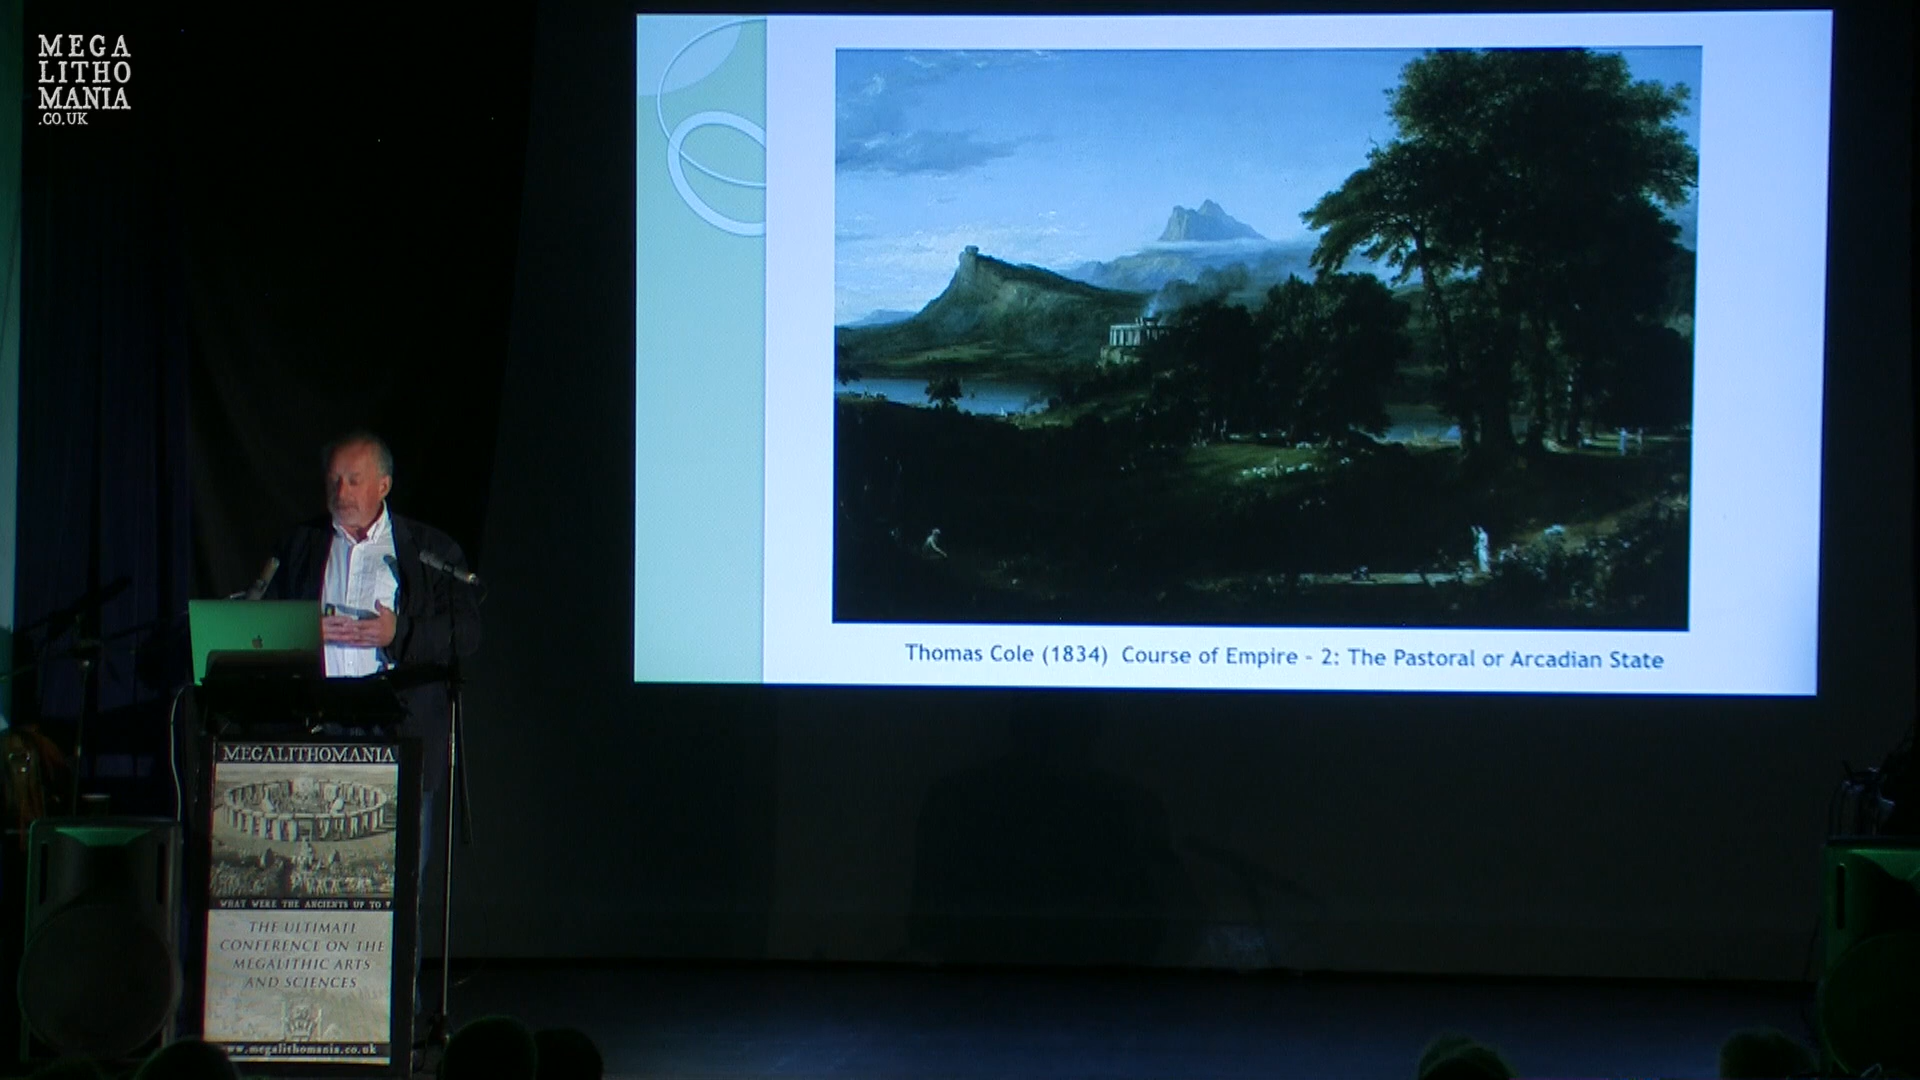 MEGA
LITHO
MANIA
.CO.UK
Thomas Cole (1834) Course of Empire - 2: The Pastoral or Arcadian State
MEGALITHOMANIA
WHAT WERE THE ANCIENTS UP TO ?
THE ULTIMATE
CONFERENCE ON THE
MEGALITHIC ARTS
AND SCIENCES
www.megalithomania.co.uk